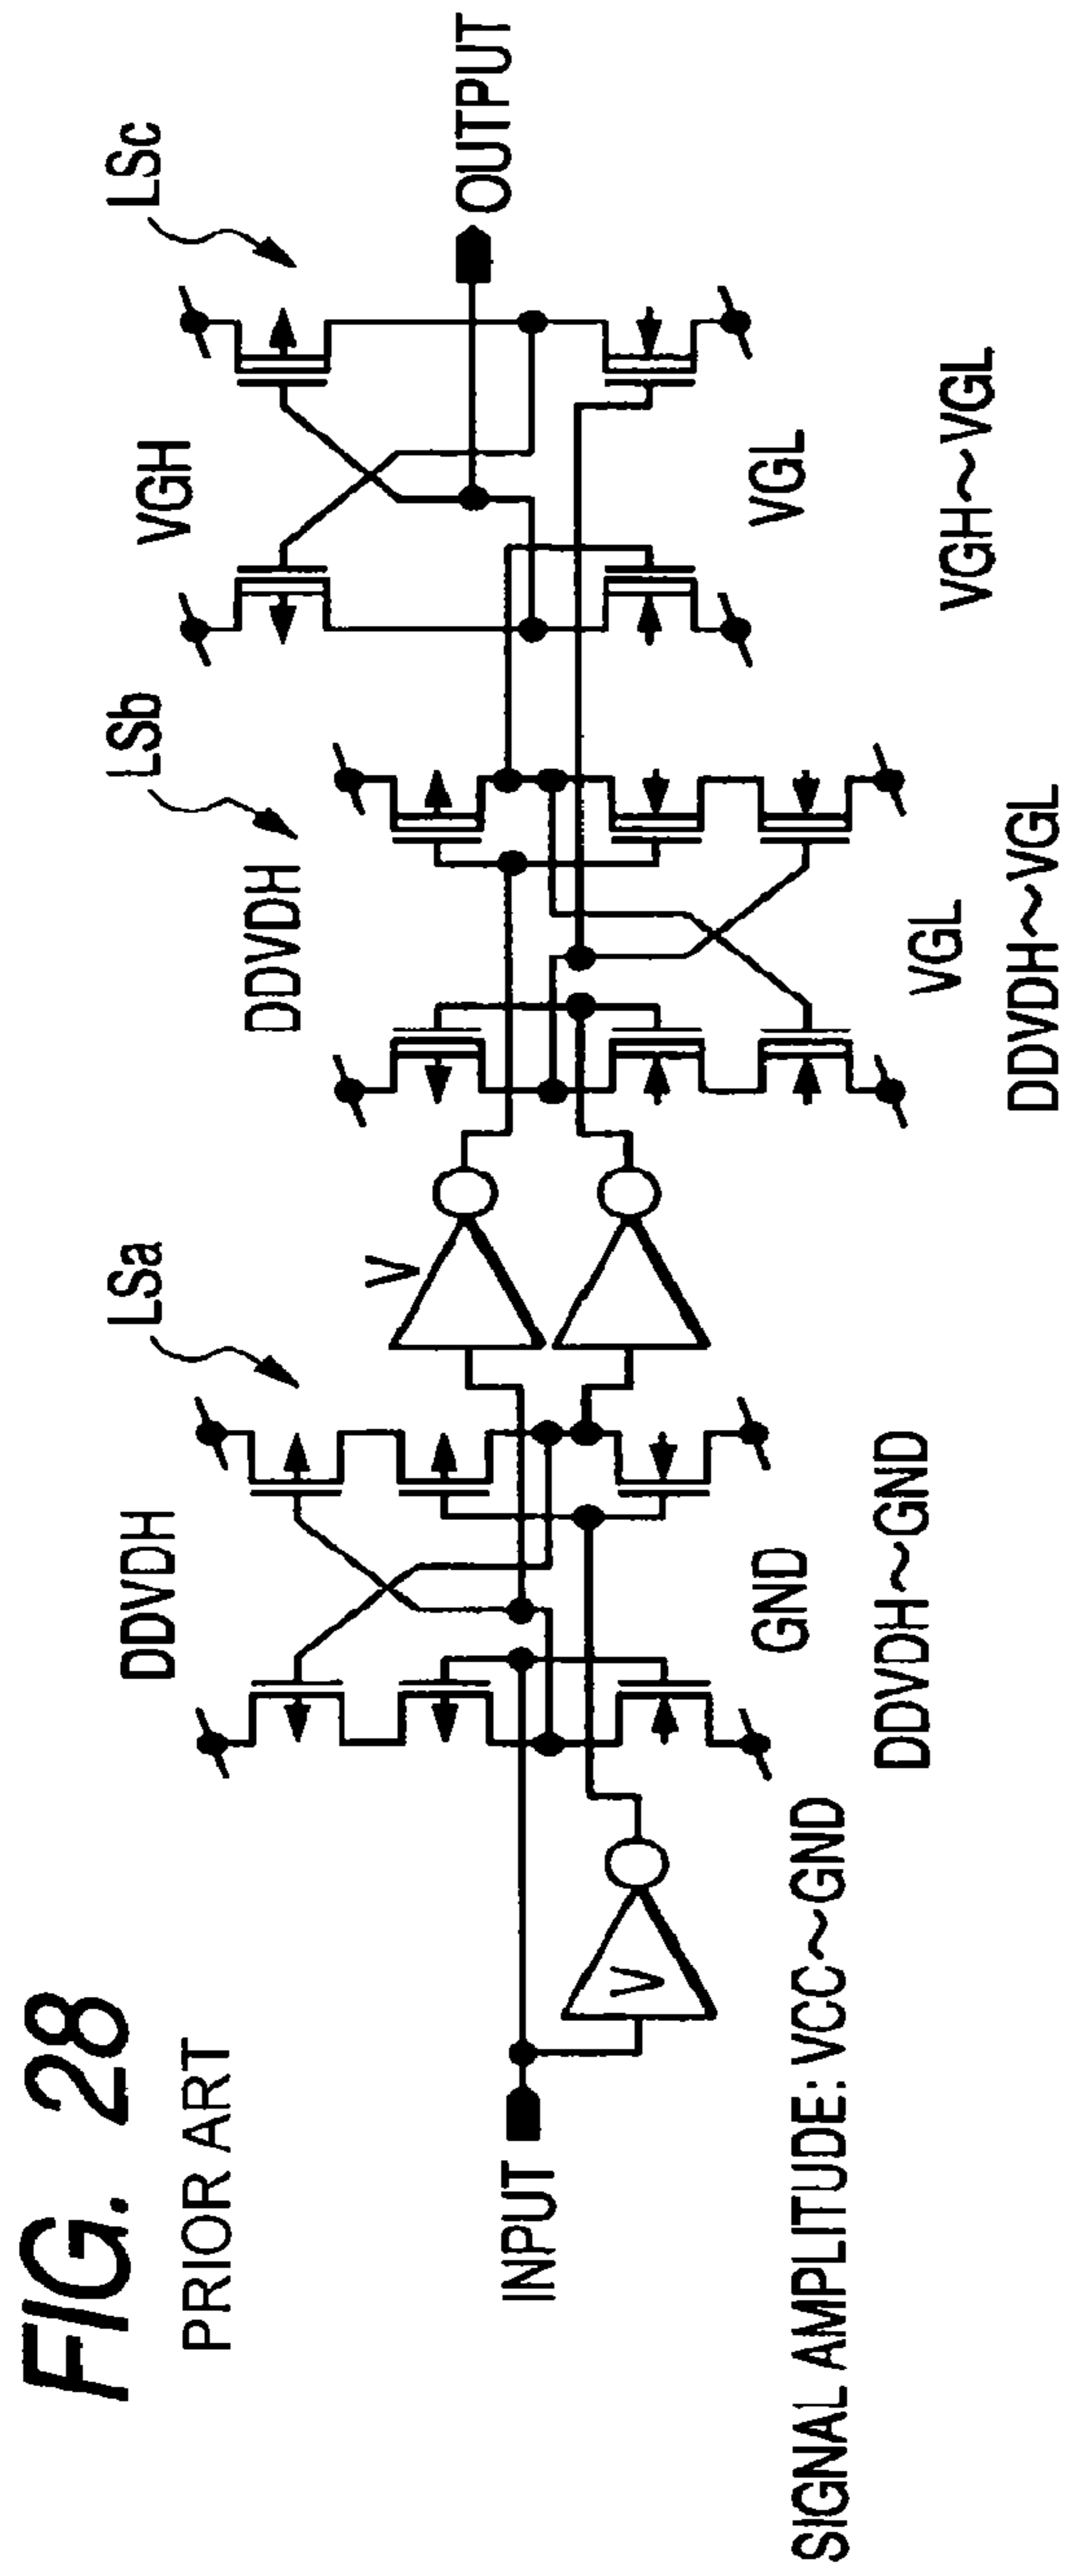 FIG. 28
PRIOR ART
LSa
LSb
LSc
DDVDH
DDVDH
VGH
V
INPUT
V
OUTPUT
GND
VGL
VGL
SIGNAL AMPLITUDE: VCC~GND
DDVDH~GND
DDVDH~VGL
VGH~VGL